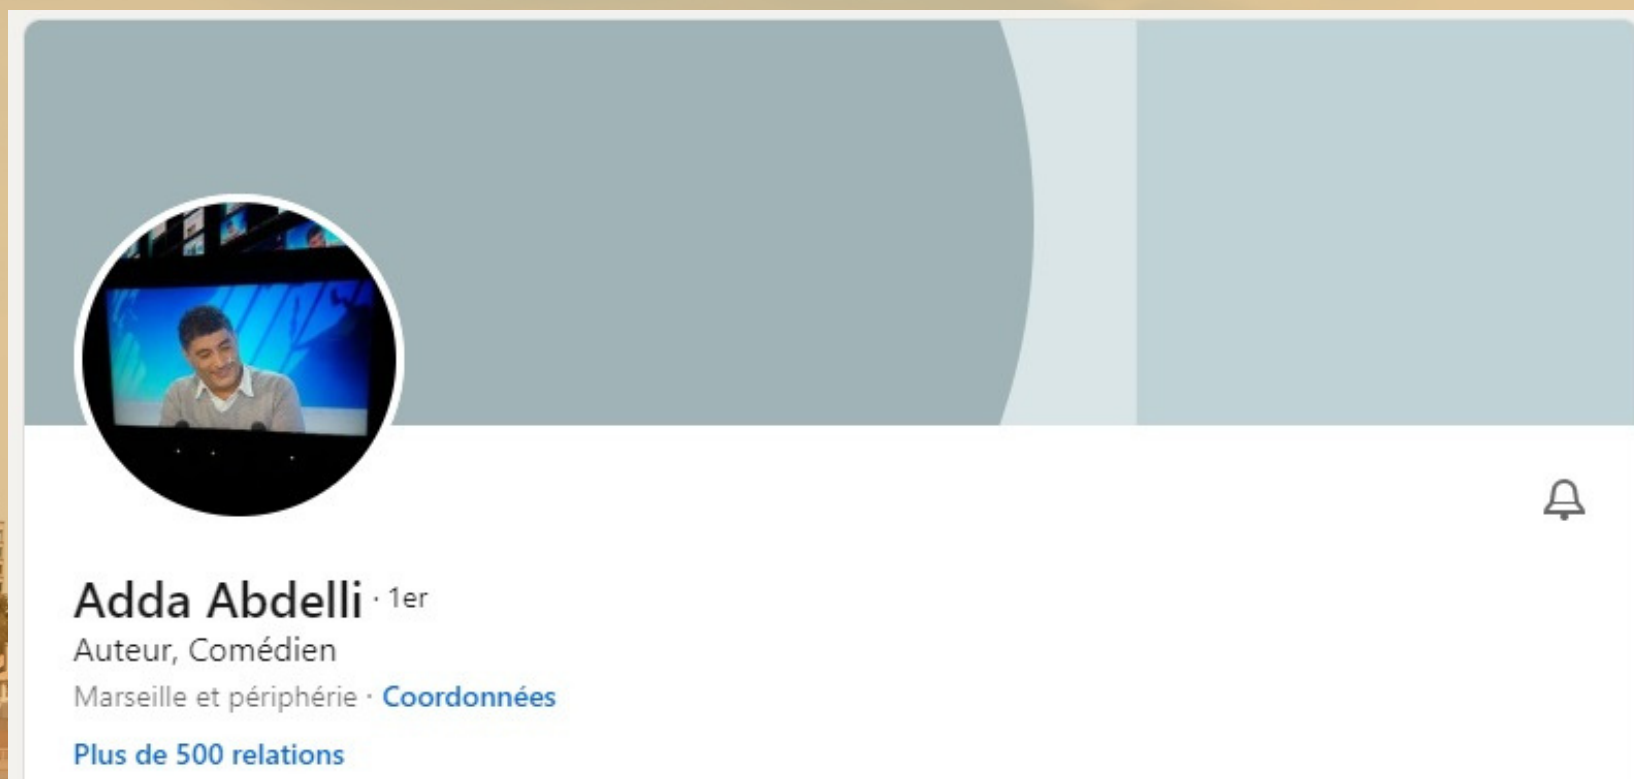 Adda Abdelli · 1er
Auteur, Comédien
Marseille et périphérie · Coordonnées
Plus de 500 relations